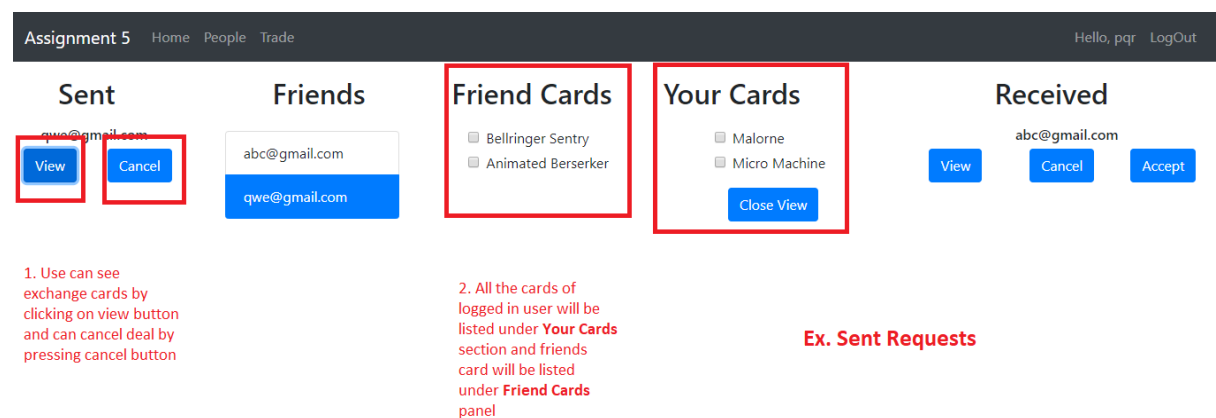 Assignment 5 Home People Trade Hello, pqr LogOut
Sent Friends Friend Cards Your Cards Received
qwe@gmail.com
View Cancel
abc@gmail.com
qwe@gmail.com
Bellringer Sentry
Animated Berserker
Malorne
Micro Machine
Close View
abc@gmail.com
View Cancel Accept
1. Use can see
exchange cards by
clicking on view button
and can cancel deal by
pressing cancel button
2. All the cards of
logged in user will be
listed under Your Cards
section and friends
card will be listed
under Friend Cards
panel
Ex. Sent Requests